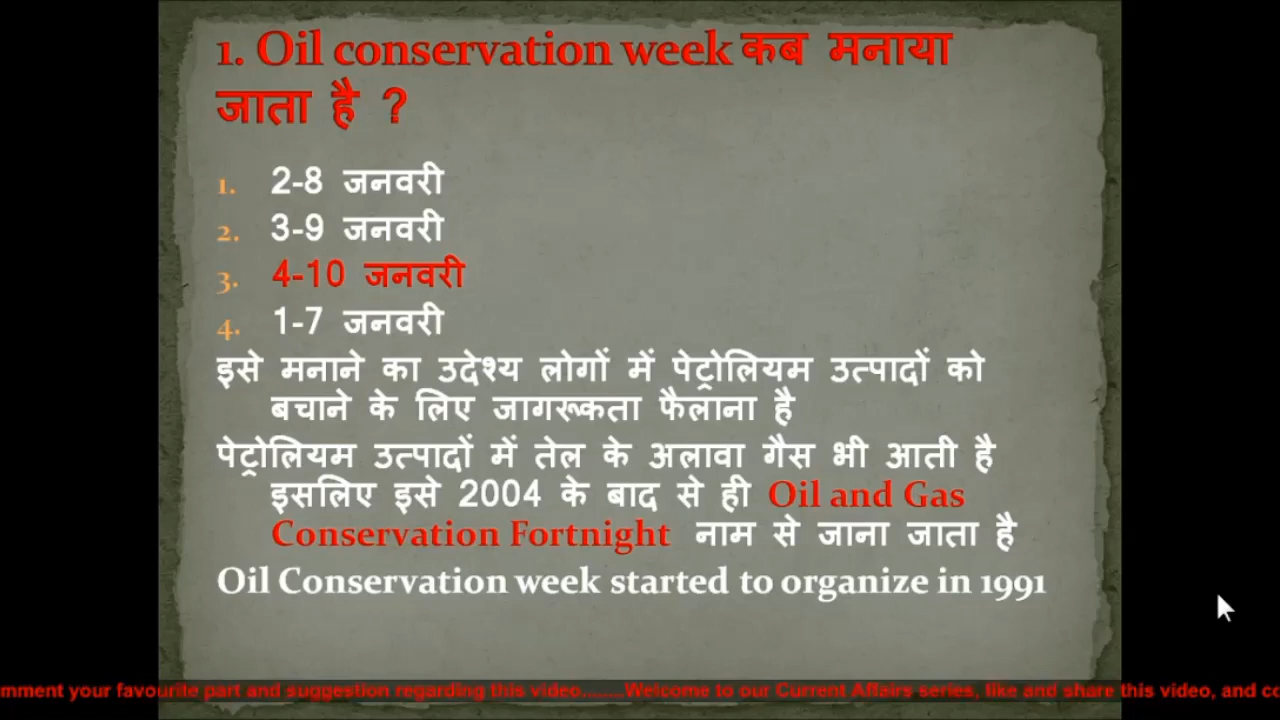 1. Oil conservation week कब मनाया
जाता है ?
1. 2-8 जनवरी
2. 3-9 जनवरी
3. 4-10 जनवरी
4. 1-7 जनवरी
इसे मनाने का उदेश्य लोगों में पेट्रोलियम उत्पादों को
बचाने के लिए जागरूकता फैलाना है
पेट्रोलियम उत्पादों में तेल के अलावा गैस भी आती है
इसलिए इसे 2004 के बाद से ही Oil and Gas
Conservation Fortnight नाम से जाना जाता है
Oil Conservation week started to organize in 1991
mment your favourite part and suggestion regarding this video........Welcome to our Current Affairs series, like and share this video, and co